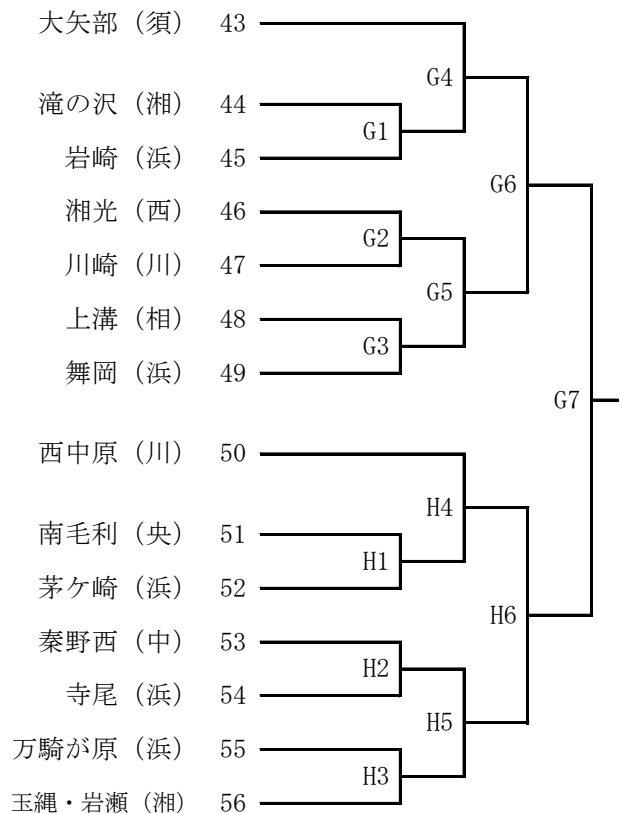 大矢部（須） 43
G4
滝の沢（湘） 44
G1
岩崎（浜） 45
G6
湘光（西） 46
G2
川崎（川） 47
G5
上溝（相） 48
G3
舞岡（浜） 49
G7
西中原（川） 50
H4
南毛利（央） 51
H1
茅ケ崎（浜） 52
H6
秦野西（中） 53
H2
寺尾（浜） 54
H5
万騎が原（浜） 55
H3
玉縄・岩瀬（湘） 56